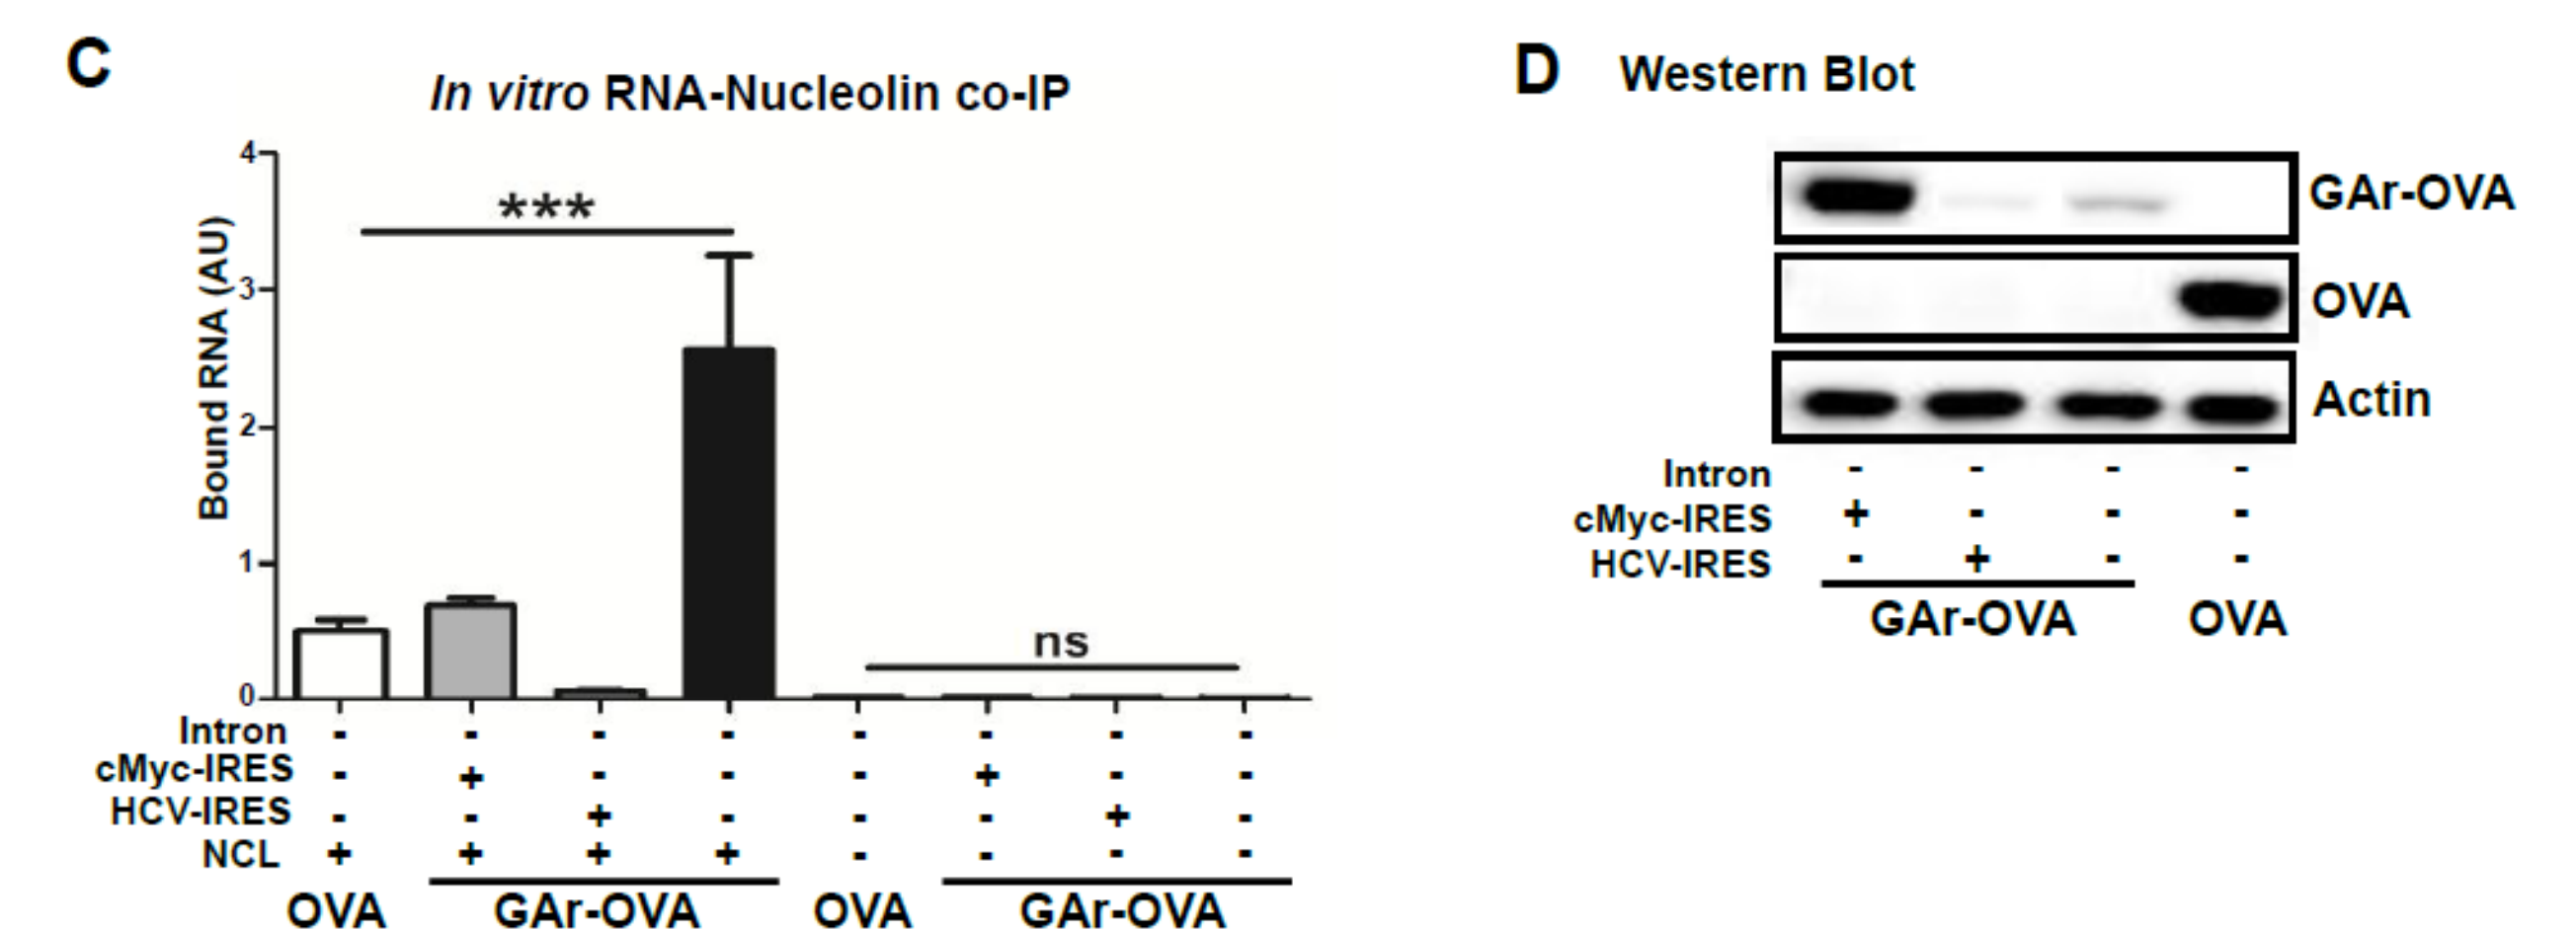 C
In vitro RNA-Nucleolin co-IP
Bound RNA (AU)
4
3
2
1
0
***
ns
Intron - - - - - - - -
cMyc-IRES - + - - - + - -
HCV-IRES - - + - - - + -
NCL + + + + - - - -
OVA GAr-OVA OVA GAr-OVA
D Western Blot
GAr-OVA
OVA
Actin
Intron - - - -
cMyc-IRES + - - -
HCV-IRES - + - -
GAr-OVA OVA